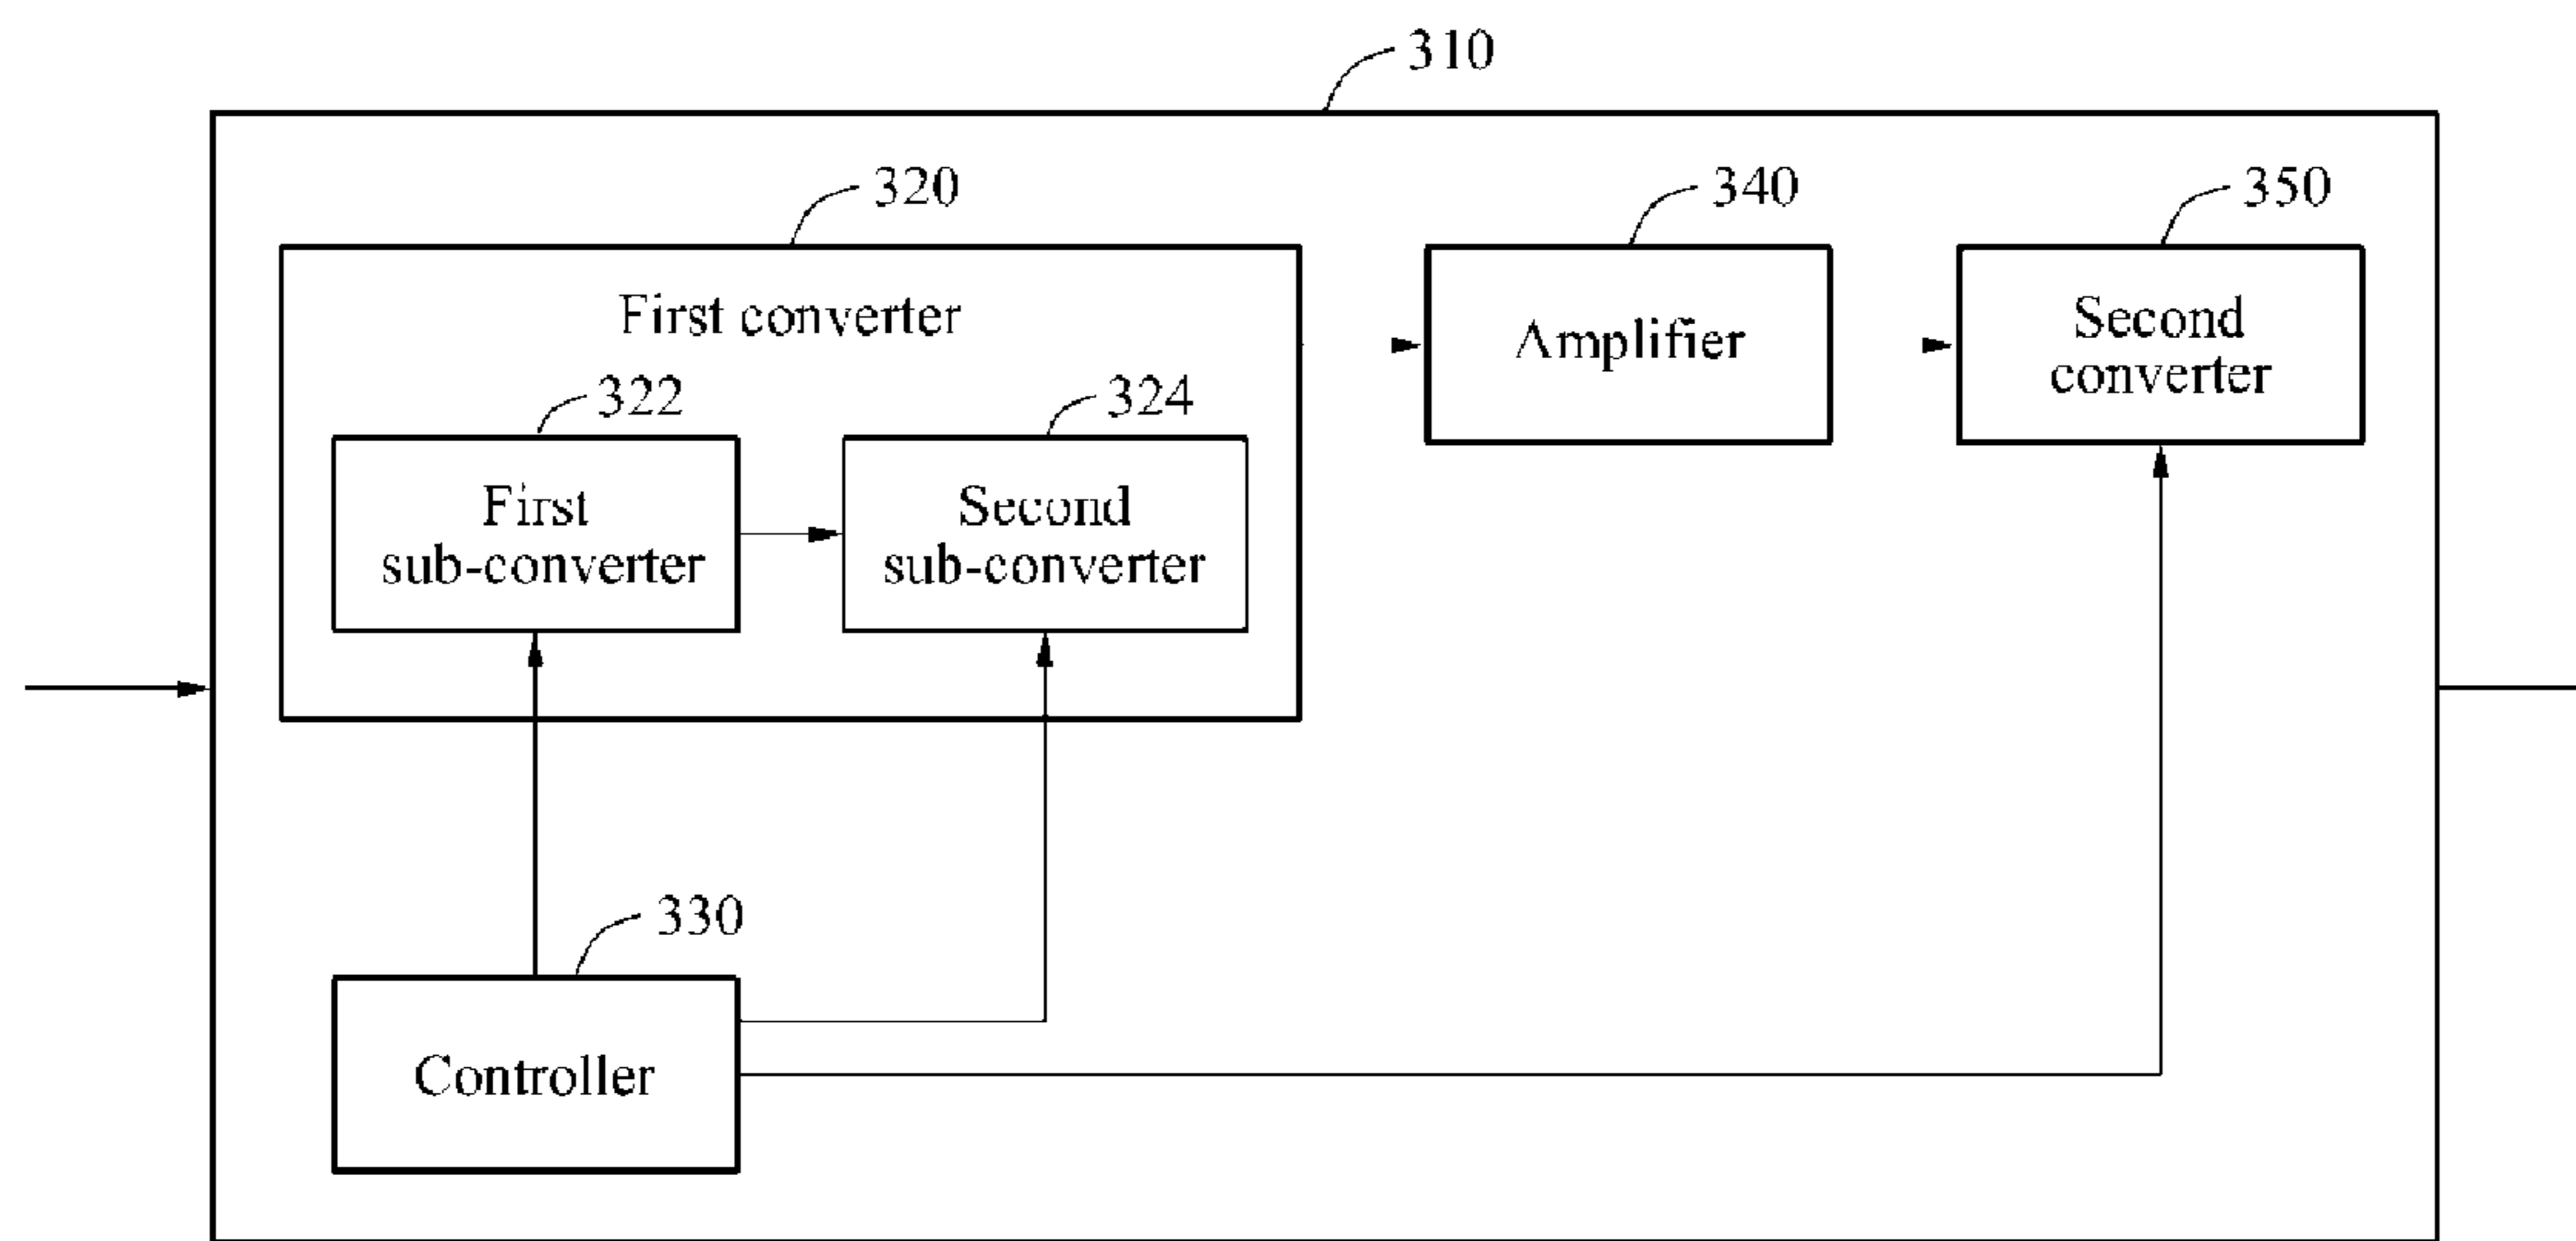 310
320
340
350
First converter
Amplifier
Second
converter
322
324
First
sub-converter
Second
sub-converter
330
Controller